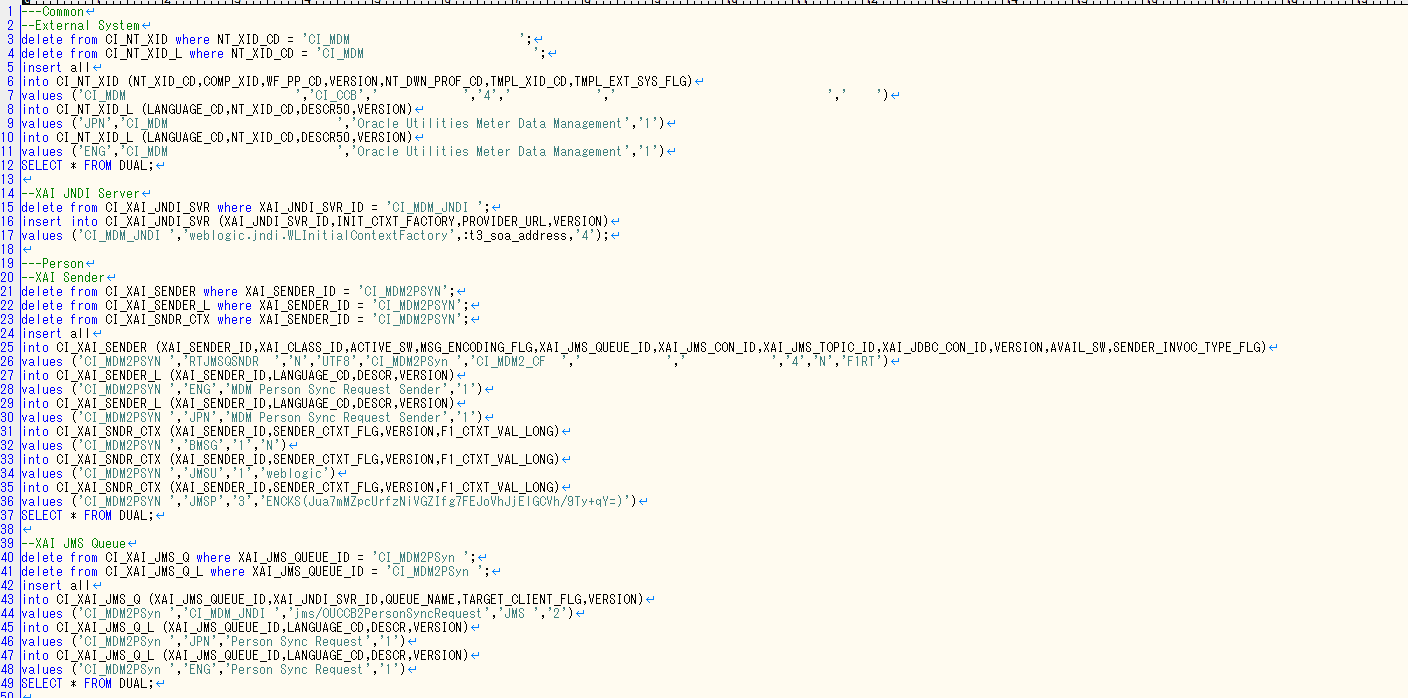 1 ---Common
2 --External System
3 delete from CI_NT_XID where NT_XID_CD = 'CI_MDM                        ';
4 delete from CI_NT_XID_L where NT_XID_CD = 'CI_MDM                        ';
5 insert all
6 into CI_NT_XID (NT_XID_CD,COMP_XID,WF_PP_CD,VERSION,NT_DWN_PROF_CD,TMPL_XID_CD,TMPL_EXT_SYS_FLG)
7 values ('CI_MDM                        ','CI_CCB','            ','4','            ','                              ','    ')
8 into CI_NT_XID_L (LANGUAGE_CD,NT_XID_CD,DESCR50,VERSION)
9 values ('JPN','CI_MDM                        ','Oracle Utilities Meter Data Management','1')
10 into CI_NT_XID_L (LANGUAGE_CD,NT_XID_CD,DESCR50,VERSION)
11 values ('ENG','CI_MDM                        ','Oracle Utilities Meter Data Management','1')
12 SELECT * FROM DUAL;
13
14 --XAI JNDI Server
15 delete from CI_XAI_JNDI_SVR where XAI_JNDI_SVR_ID = 'CI_MDM_JNDI ';
16 insert into CI_XAI_JNDI_SVR (XAI_JNDI_SVR_ID,INIT_CTXT_FACTORY,PROVIDER_URL,VERSION)
17 values ('CI_MDM_JNDI ','weblogic.jndi.WLInitialContextFactory',:t3_soa_address,'4');
18
19 ---Person
20 --XAI Sender
21 delete from CI_XAI_SENDER where XAI_SENDER_ID = 'CI_MDM2PSYN';
22 delete from CI_XAI_SENDER_L where XAI_SENDER_ID = 'CI_MDM2PSYN';
23 delete from CI_XAI_SNDR_CTX where XAI_SENDER_ID = 'CI_MDM2PSYN';
24 insert all
25 into CI_XAI_SENDER (XAI_SENDER_ID,XAI_CLASS_ID,ACTIVE_SW,MSG_ENCODING_FLG,XAI_JMS_QUEUE_ID,XAI_JMS_CON_ID,XAI_JMS_TOPIC_ID,XAI_JDBC_CON_ID,VERSION,AVAIL_SW,SENDER_INVOC_TYPE_FLG)
26 values ('CI_MDM2PSYN ','RTJMSQSNDR  ','N','UTF8','CI_MDM2PSyn ','CI_MDM2_CF  ','            ','            ','4','N','F1RT')
27 into CI_XAI_SENDER_L (XAI_SENDER_ID,LANGUAGE_CD,DESCR,VERSION)
28 values ('CI_MDM2PSYN ','ENG','MDM Person Sync Request Sender','1')
29 into CI_XAI_SENDER_L (XAI_SENDER_ID,LANGUAGE_CD,DESCR,VERSION)
30 values ('CI_MDM2PSYN ','JPN','MDM Person Sync Request Sender','1')
31 into CI_XAI_SNDR_CTX (XAI_SENDER_ID,SENDER_CTXT_FLG,VERSION,F1_CTXT_VAL_LONG)
32 values ('CI_MDM2PSYN ','BMSG','1','N')
33 into CI_XAI_SNDR_CTX (XAI_SENDER_ID,SENDER_CTXT_FLG,VERSION,F1_CTXT_VAL_LONG)
34 values ('CI_MDM2PSYN ','JMSU','1','weblogic')
35 into CI_XAI_SNDR_CTX (XAI_SENDER_ID,SENDER_CTXT_FLG,VERSION,F1_CTXT_VAL_LONG)
36 values ('CI_MDM2PSYN ','JMSP','3','ENCKS(Jua7mMZpcUrfzNiVGZIfg7FEJoVhJjElGCVh/9Ty+qY=)')
37 SELECT * FROM DUAL;
38
39 --XAI JMS Queue
40 delete from CI_XAI_JMS_Q where XAI_JMS_QUEUE_ID = 'CI_MDM2PSyn ';
41 delete from CI_XAI_JMS_Q_L where XAI_JMS_QUEUE_ID = 'CI_MDM2PSyn ';
42 insert all
43 into CI_XAI_JMS_Q (XAI_JMS_QUEUE_ID,XAI_JNDI_SVR_ID,QUEUE_NAME,TARGET_CLIENT_FLG,VERSION)
44 values ('CI_MDM2PSyn ','CI_MDM_JNDI ','jms/OUCCB2PersonSyncRequest','JMS ','2')
45 into CI_XAI_JMS_Q_L (XAI_JMS_QUEUE_ID,LANGUAGE_CD,DESCR,VERSION)
46 values ('CI_MDM2PSyn ','JPN','Person Sync Request','1')
47 into CI_XAI_JMS_Q_L (XAI_JMS_QUEUE_ID,LANGUAGE_CD,DESCR,VERSION)
48 values ('CI_MDM2PSyn ','ENG','Person Sync Request','1')
49 SELECT * FROM DUAL;
50